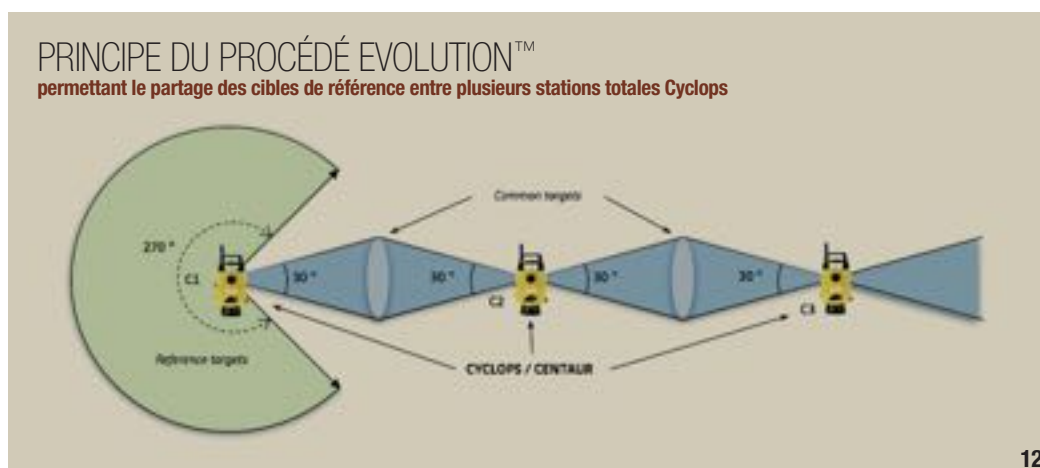 PRINCIPE DU PROCÉDÉ EVOLUTION™
permettant le partage des cibles de référence entre plusieurs stations totales Cyclops
Common targets
270 °
C1
30 °
30 °
C2
30 °
30 °
C3
Reference targets
CYCLOPS / CENTAUR
12